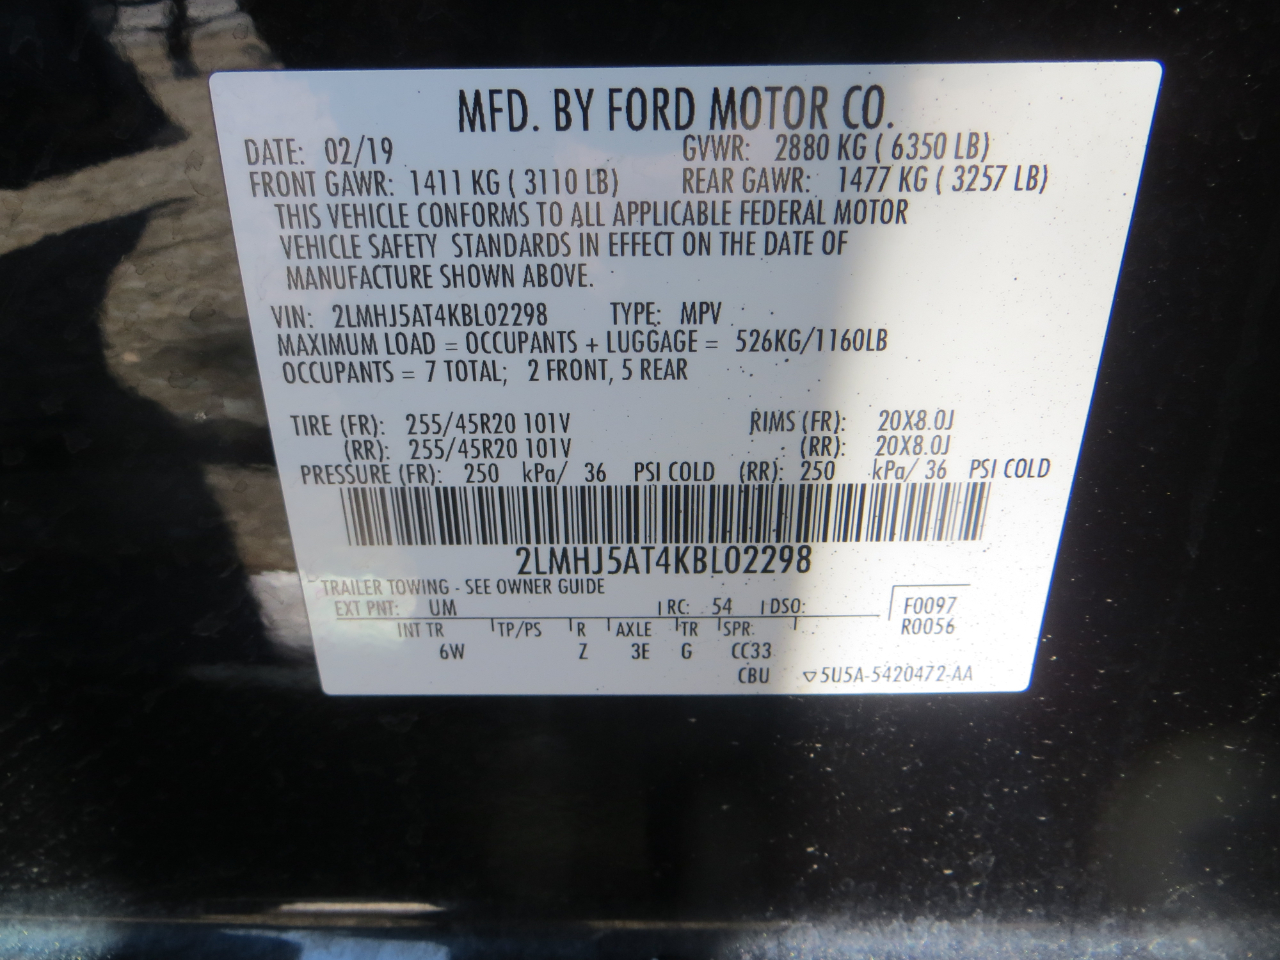 MFD. BY FORD MOTOR CO.
DATE: 02/19 GVWR: 2880 KG ( 6350 LB)
FRONT GAWR: 1411 KG ( 3110 LB) REAR GAWR: 1477 KG ( 3257 LB)
THIS VEHICLE CONFORMS TO ALL APPLICABLE FEDERAL MOTOR
VEHICLE SAFETY STANDARDS IN EFFECT ON THE DATE OF
MANUFACTURE SHOWN ABOVE.
VIN: 2LMHJ5AT4KBL02298 TYPE: MPV
MAXIMUM LOAD = OCCUPANTS + LUGGAGE = 526KG/1160LB
OCCUPANTS = 7 TOTAL; 2 FRONT, 5 REAR
TIRE (FR): 255/45R20 101V RIMS (FR): 20X8.0J
(RR): 255/45R20 101V (RR): 20X8.0J
PRESSURE (FR): 250 kPa/ 36 PSI COLD (RR): 250 kPa/ 36 PSI COLD
2LMHJ5AT4KBL02298
TRAILER TOWING - SEE OWNER GUIDE
EXT PNT: UM RC: 54 DSO: F0097
INT TR TP/PS R AXLE TR SPR: R0056
6W Z 3E G CC33
CBU ▽5U5A-5420472-AA